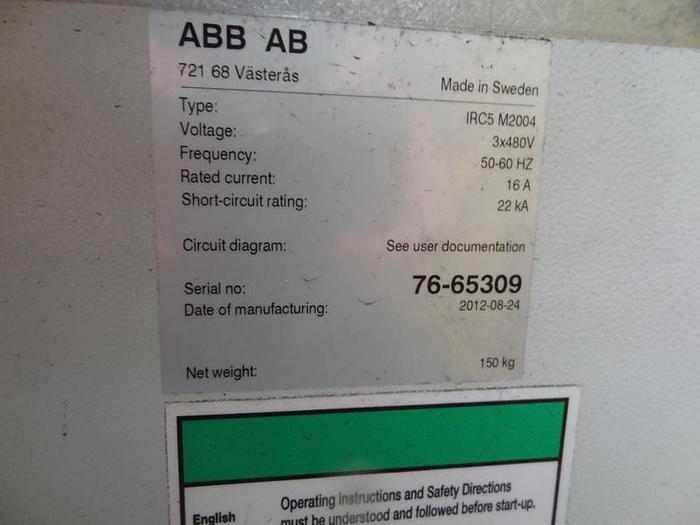 ABB AB
721 68 Västerås
Made in Sweden
Type: IRC5 M2004
Voltage: 3x480V
Frequency: 50-60 HZ
Rated current: 16 A
Short-circuit rating: 22 kA
Circuit diagram: See user documentation
Serial no: 76-65309
Date of manufacturing: 2012-08-24
Net weight: 150 kg
English
Operating instructions and Safety Directions
must be understood and followed before start-up.